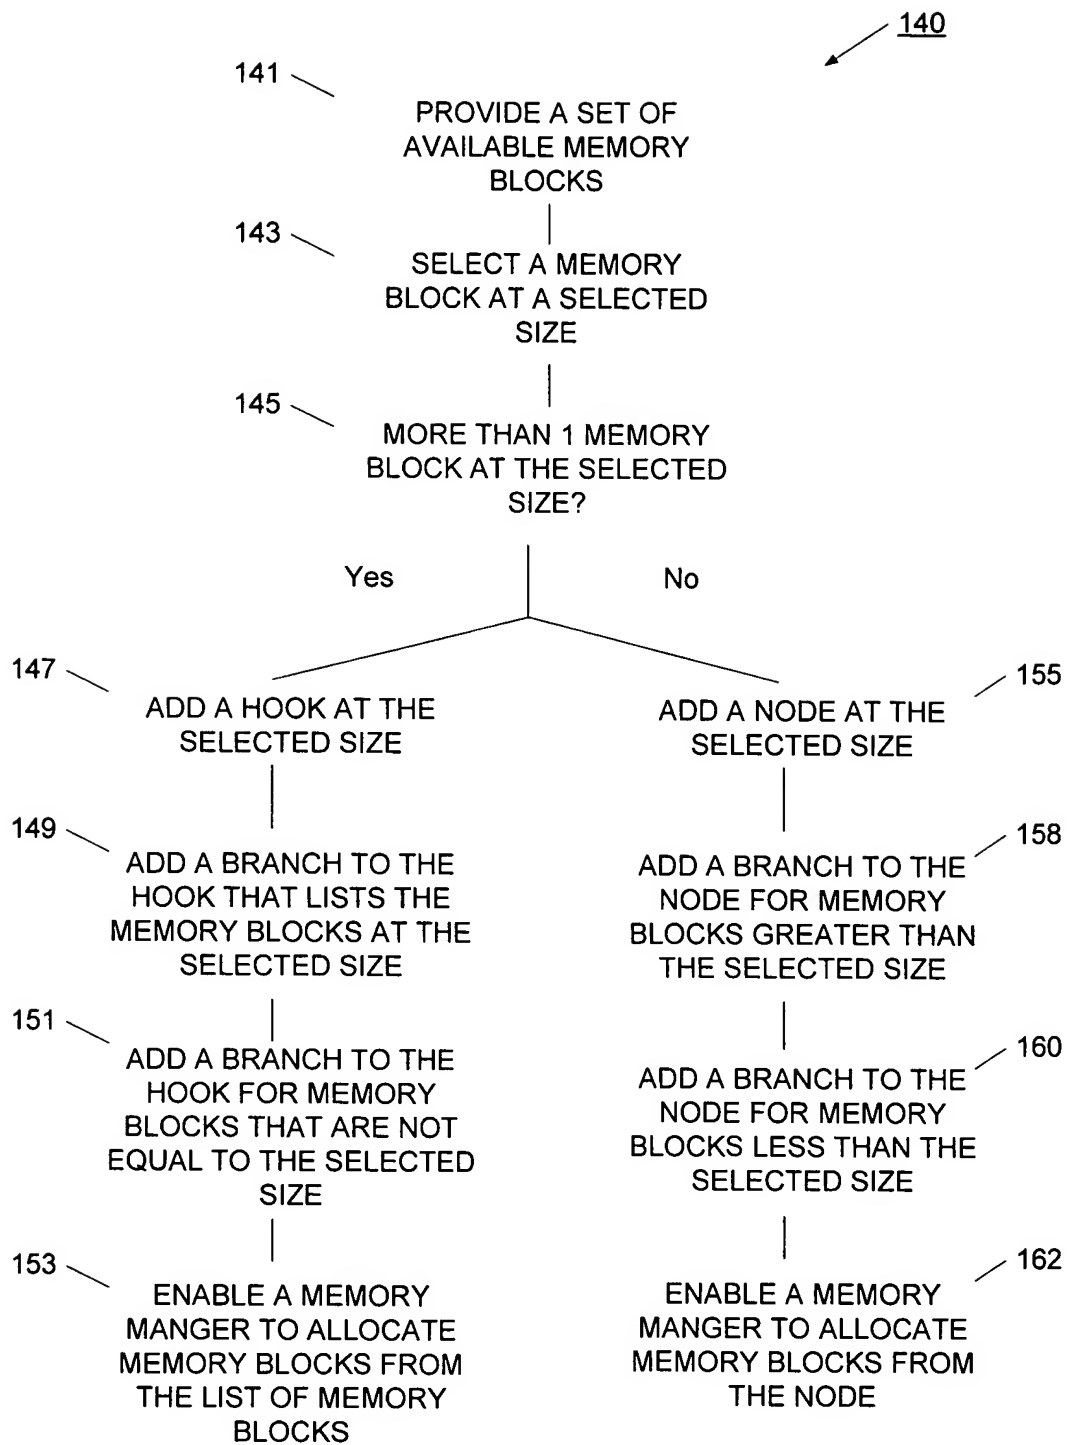 140
141
PROVIDE A SET OF
AVAILABLE MEMORY
BLOCKS
143
SELECT A MEMORY
BLOCK AT A SELECTED
SIZE
145
MORE THAN 1 MEMORY
BLOCK AT THE SELECTED
SIZE?
Yes
No
147
ADD A HOOK AT THE
SELECTED SIZE
149
ADD A BRANCH TO THE
HOOK THAT LISTS THE
MEMORY BLOCKS AT THE
SELECTED SIZE
151
ADD A BRANCH TO THE
HOOK FOR MEMORY
BLOCKS THAT ARE NOT
EQUAL TO THE SELECTED
SIZE
153
ENABLE A MEMORY
MANGER TO ALLOCATE
MEMORY BLOCKS FROM
THE LIST OF MEMORY
BLOCKS
155
ADD A NODE AT THE
SELECTED SIZE
158
ADD A BRANCH TO THE
NODE FOR MEMORY
BLOCKS GREATER THAN
THE SELECTED SIZE
160
ADD A BRANCH TO THE
NODE FOR MEMORY
BLOCKS LESS THAN THE
SELECTED SIZE
162
ENABLE A MEMORY
MANGER TO ALLOCATE
MEMORY BLOCKS FROM
THE NODE